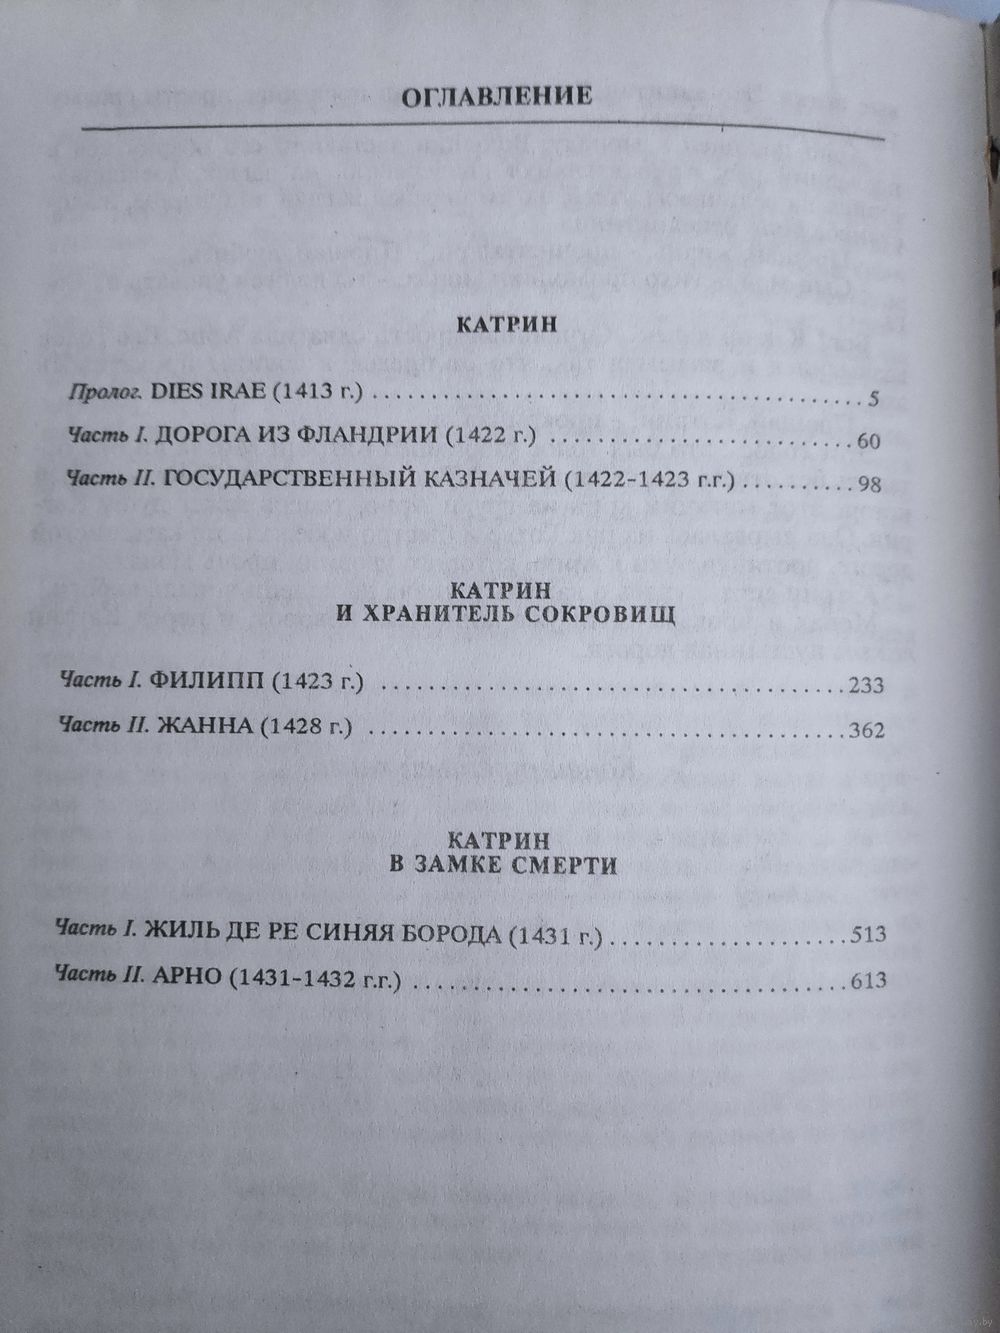 ОГЛАВЛЕНИЕ
КАТРИН
Пролог. DIES IRAE (1413 г.) ........................................ 5
Часть I. ДОРОГА ИЗ ФЛАНДРИИ (1422 г.) ......................... 60
Часть II. ГОСУДАРСТВЕННЫЙ КАЗНАЧЕЙ (1422-1423 г.г.) ......... 98
КАТРИН
И ХРАНИТЕЛЬ СОКРОВИЩ
Часть I. ФИЛИПП (1423 г.) ...................................... 233
Часть II. ЖАННА (1428 г.) ....................................... 362
КАТРИН
В ЗАМКЕ СМЕРТИ
Часть I. ЖИЛЬ ДЕ РЕ СИНЯЯ БОРОДА (1431 г.) ................... 513
Часть II. АРНО (1431-1432 г.г.) ................................... 613